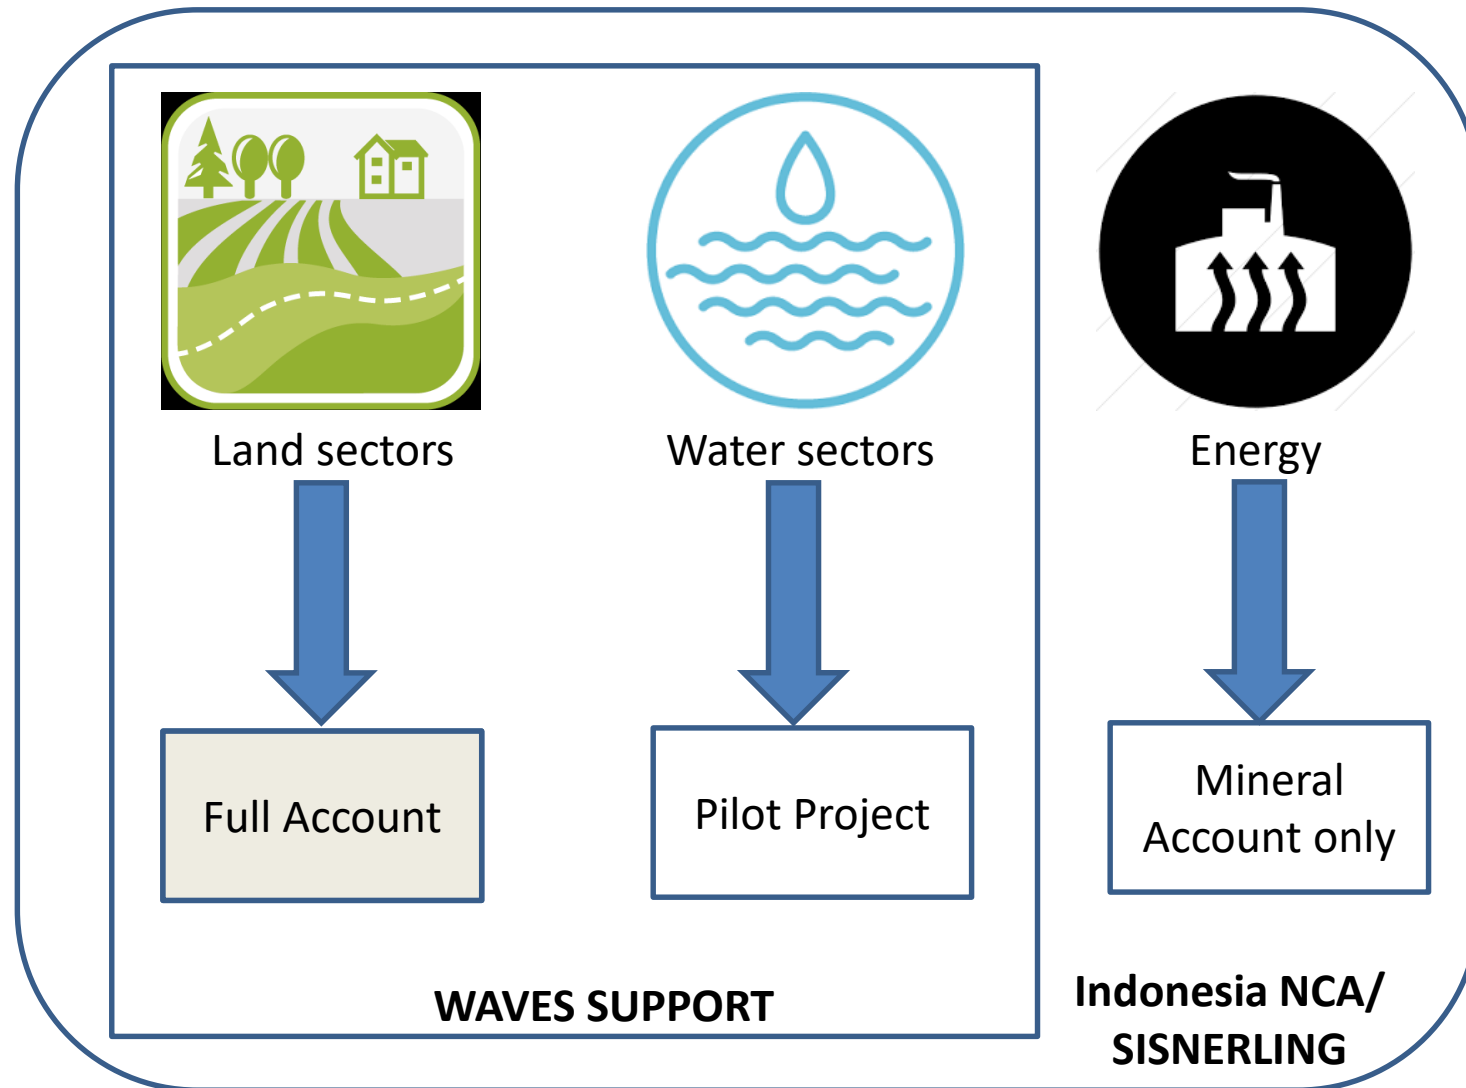 Land sectors
Water sectors
Energy
Full Account
Pilot Project
Mineral
Account only
WAVES SUPPORT
Indonesia NCA/
SISNERLING